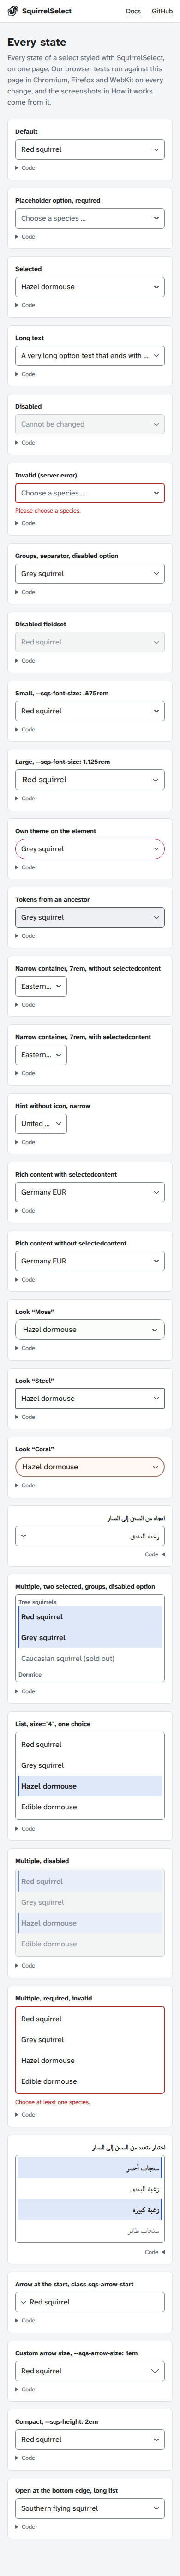 SquirrelSelect
Docs GitHub
Every state
Every state of a select styled with SquirrelSelect,
on one page. Our browser tests run against this
page in Chromium, Firefox and WebKit on every
change, and the screenshots in How it works
come from it.
Default
Red squirrel
Code
Placeholder option, required
Choose a species …
Code
Selected
Hazel dormouse
Code
Long text
A very long option text that ends with …
Code
Disabled
Cannot be changed
Code
Invalid (server error)
Choose a species …
Please choose a species.
Code
Groups, separator, disabled option
Grey squirrel
Code
Disabled fieldset
Red squirrel
Code
Small, --sqs-font-size: .875rem
Red squirrel
Code
Large, --sqs-font-size: 1.125rem
Red squirrel
Code
Own theme on the element
Grey squirrel
Code
Tokens from an ancestor
Grey squirrel
Code
Narrow container, 7rem, without selectedcontent
Eastern…
Code
Narrow container, 7rem, with selectedcontent
Eastern…
Code
Hint without icon, narrow
United …
Code
Rich content with selectedcontent
Germany EUR
Code
Rich content without selectedcontent
Germany EUR
Code
Look “Moss”
Hazel dormouse
Code
Look “Steel”
Hazel dormouse
Code
Look “Coral”
Hazel dormouse
Code
اتجاه من اليمين إلى اليسار
زغبة البندق
Code
Multiple, two selected, groups, disabled option
Tree squirrels
Red squirrel
Grey squirrel
Caucasian squirrel (sold out)
Dormice
Code
List, size="4", one choice
Red squirrel
Grey squirrel
Hazel dormouse
Edible dormouse
Code
Multiple, disabled
Red squirrel
Grey squirrel
Hazel dormouse
Edible dormouse
Code
Multiple, required, invalid
Red squirrel
Grey squirrel
Hazel dormouse
Edible dormouse
Choose at least one species.
Code
اختيار متعدد من اليمين إلى اليسار
سنجاب أحمر
زغبة البندق
زغبة كبيرة
سنجاب طائر
Code
Arrow at the start, class sqs-arrow-start
Red squirrel
Code
Custom arrow size, --sqs-arrow-size: 1em
Red squirrel
Code
Compact, --sqs-height: 2em
Red squirrel
Code
Open at the bottom edge, long list
Southern flying squirrel
Code